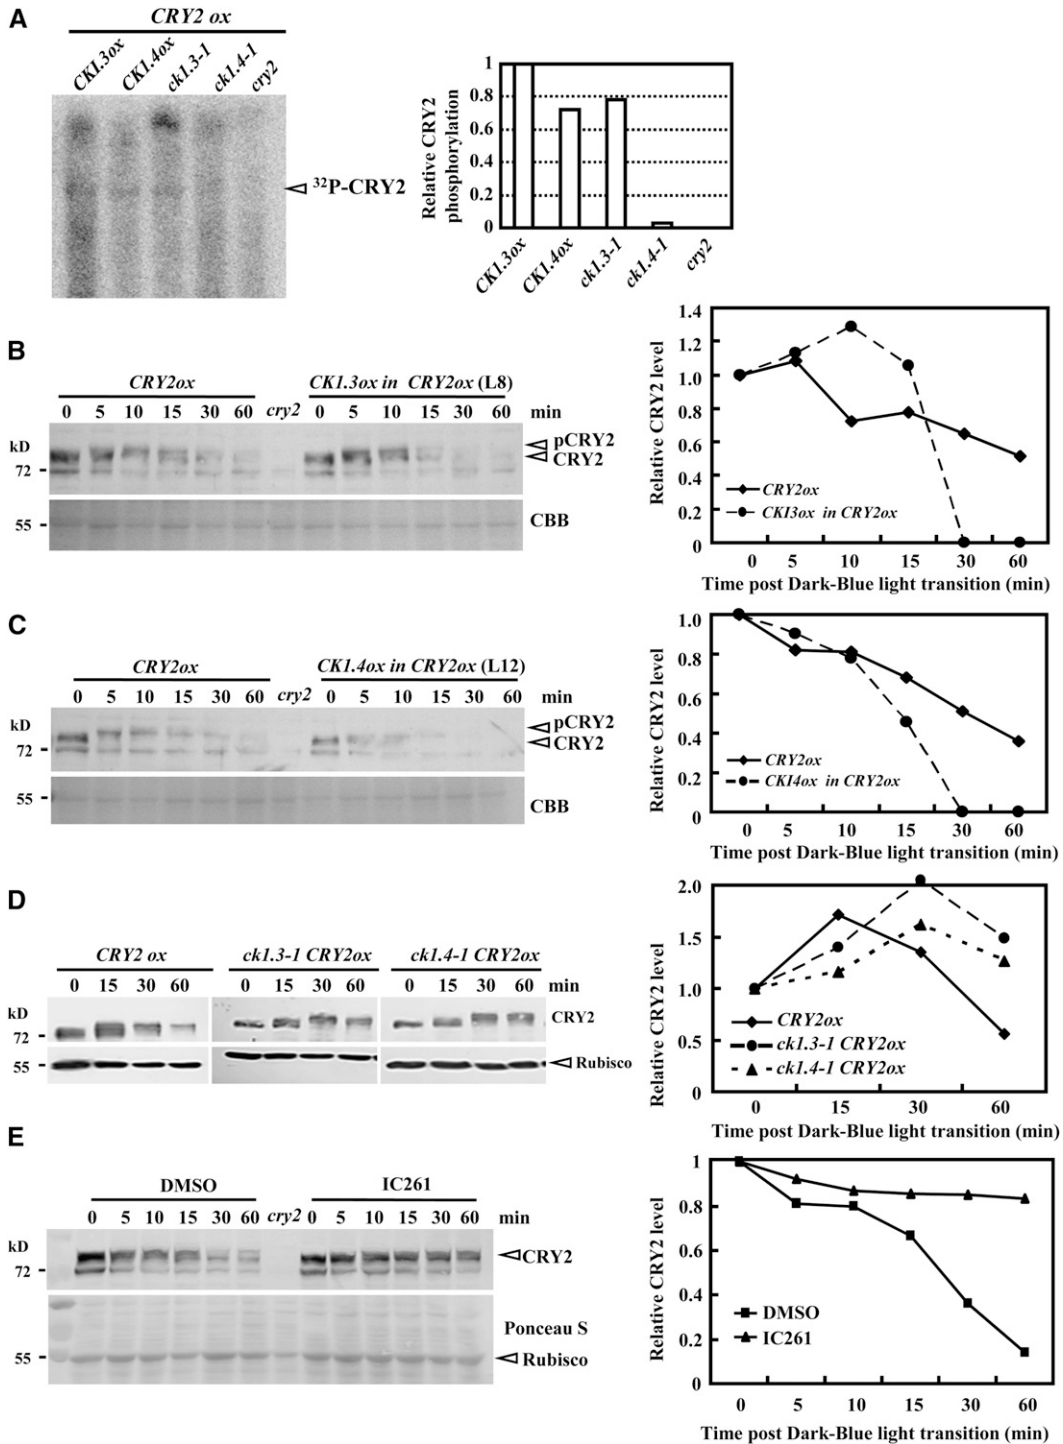 A
CRY2 ox
CK1.3ox CK1.4ox ck1.3-1 ck1.4-1 cry2
32P-CRY2
Relative CRY2 phosphorylation
1
0.8
0.6
0.4
0.2
0
CK1.3ox CK1.4ox ck1.3-1 ck1.4-1 cry2
B
CRY2ox CK1.3ox in CRY2ox (L8)
0 5 10 15 30 60 cry2 0 5 10 15 30 60 min
kD
72
pCRY2
CRY2
55
CBB
Relative CRY2 level
1.4
1.2
1.0
0.8
0.6
0.4
0.2
0
CRY2ox
CKI3ox in CRY2ox
0 5 10 15 30 60
Time post Dark-Blue light transition (min)
C
CRY2ox CK1.4ox in CRY2ox (L12)
0 5 10 15 30 60 cry2 0 5 10 15 30 60 min
kD
72
pCRY2
CRY2
55
CBB
Relative CRY2 level
1.0
0.8
0.6
0.4
0.2
0
CRY2ox
CKI4ox in CRY2ox
0 5 10 15 30 60
Time post Dark-Blue light transition (min)
D
CRY2 ox ck1.3-1 CRY2ox ck1.4-1 CRY2ox
0 15 30 60 0 15 30 60 0 15 30 60 min
kD
72
CRY2
55
Rubisco
Relative CRY2 level
2.0
1.5
1.0
0.5
0
CRY2ox
ck1.3-1 CRY2ox
ck1.4-1 CRY2ox
0 15 30 60
Time post Dark-Blue light transition (min)
E
DMSO IC261
0 5 10 15 30 60 cry2 0 5 10 15 30 60 min
kD
72
CRY2
Ponceau S
55
Rubisco
Relative CRY2 level
1
0.8
0.6
0.4
0.2
0
DMSO
IC261
0 5 10 15 30 60
Time post Dark-Blue light transition (min)